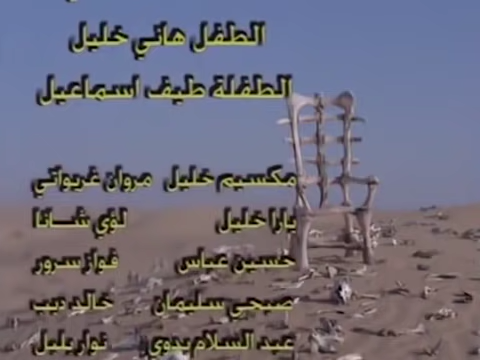 الطفل هاني خليل
الطفلة طيف اسماعيل
مكسيم خليل مروان غريواتي
يارا خليل لؤي شانا
حسين عباس فواز سرور
صبحي سليمان خالد ديب
عبد السلام بدوي نوار بلبل